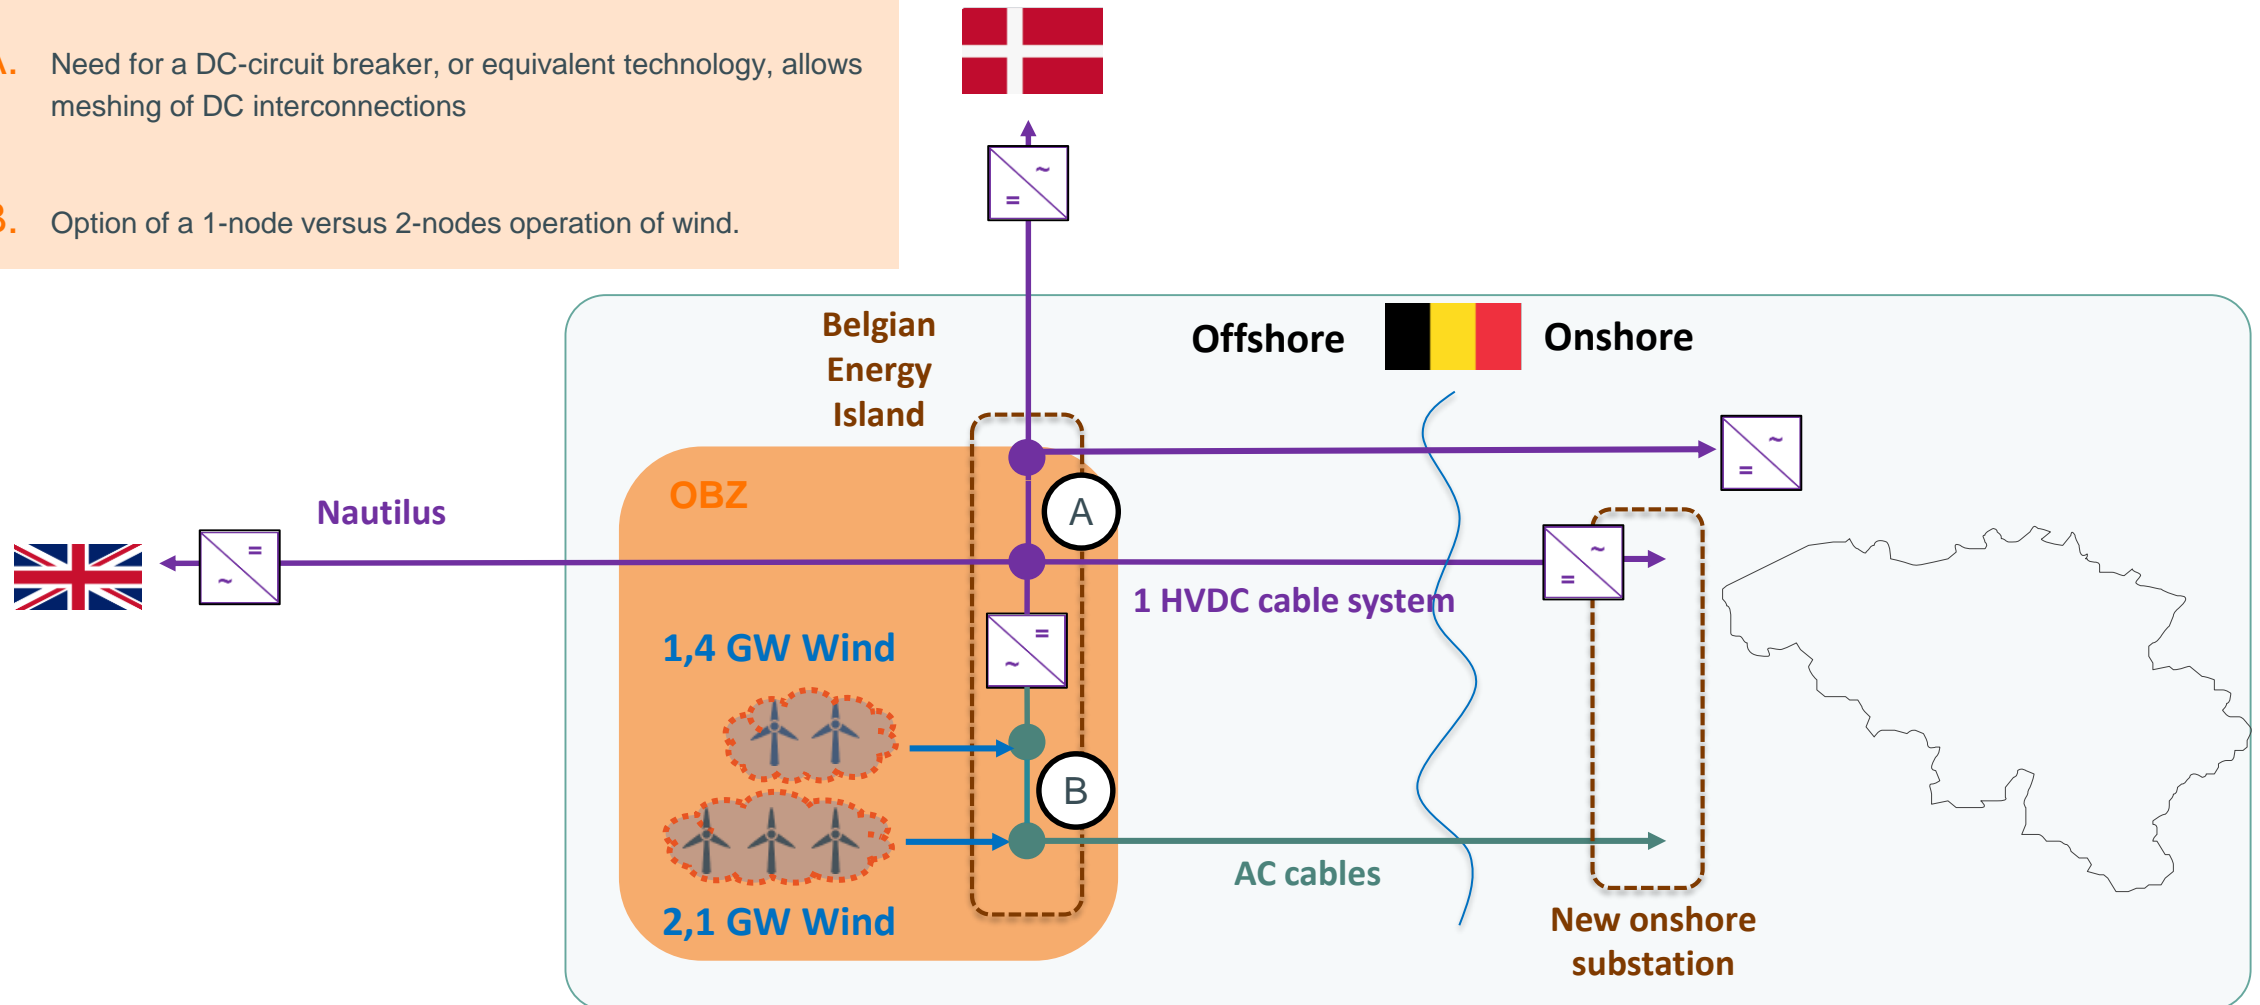 A. Need for a DC-circuit breaker, or equivalent technology, allows
meshing of DC interconnections
B. Option of a 1-node versus 2-nodes operation of wind.
~
=
Belgian
Energy
Island
Offshore
Onshore
OBZ
A
~
=
Nautilus
=
~
~
=
1 HVDC cable system
=
~
1,4 GW Wind
B
AC cables
2,1 GW Wind
New onshore
substation